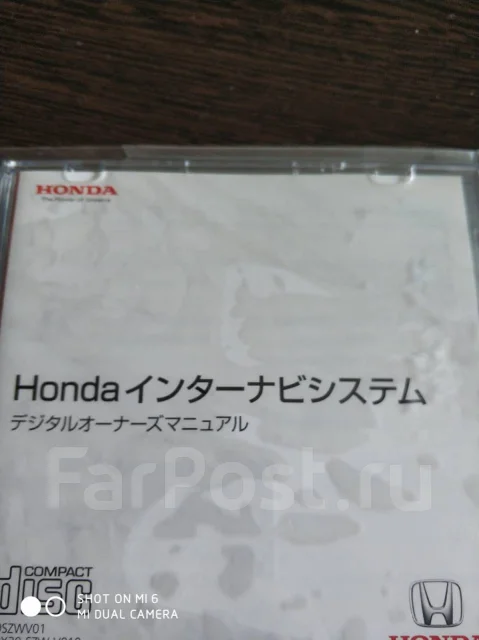 HONDA
The Power of Dreams
Hondaインターナビシステム
デジタルオーナーズマニュアル
FarPost.ru
COMPACT
disc
SHOT ON MI 6
MI DUAL CAMERA
HONDA